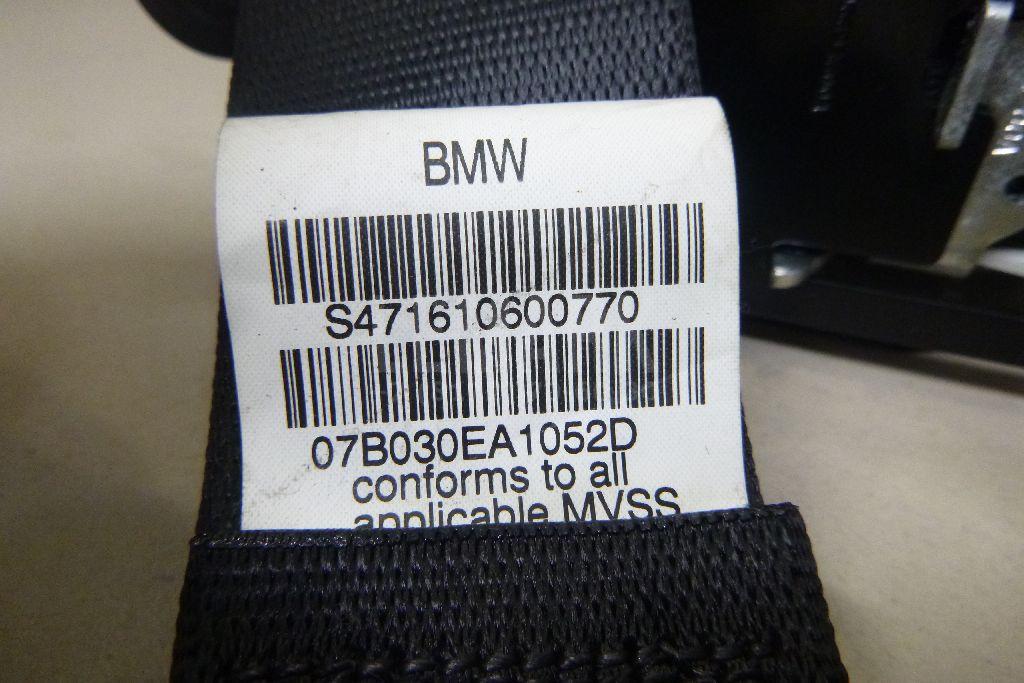 BMW
S471610600770
07B030EA1052D
conforms to all
applicable MVSS